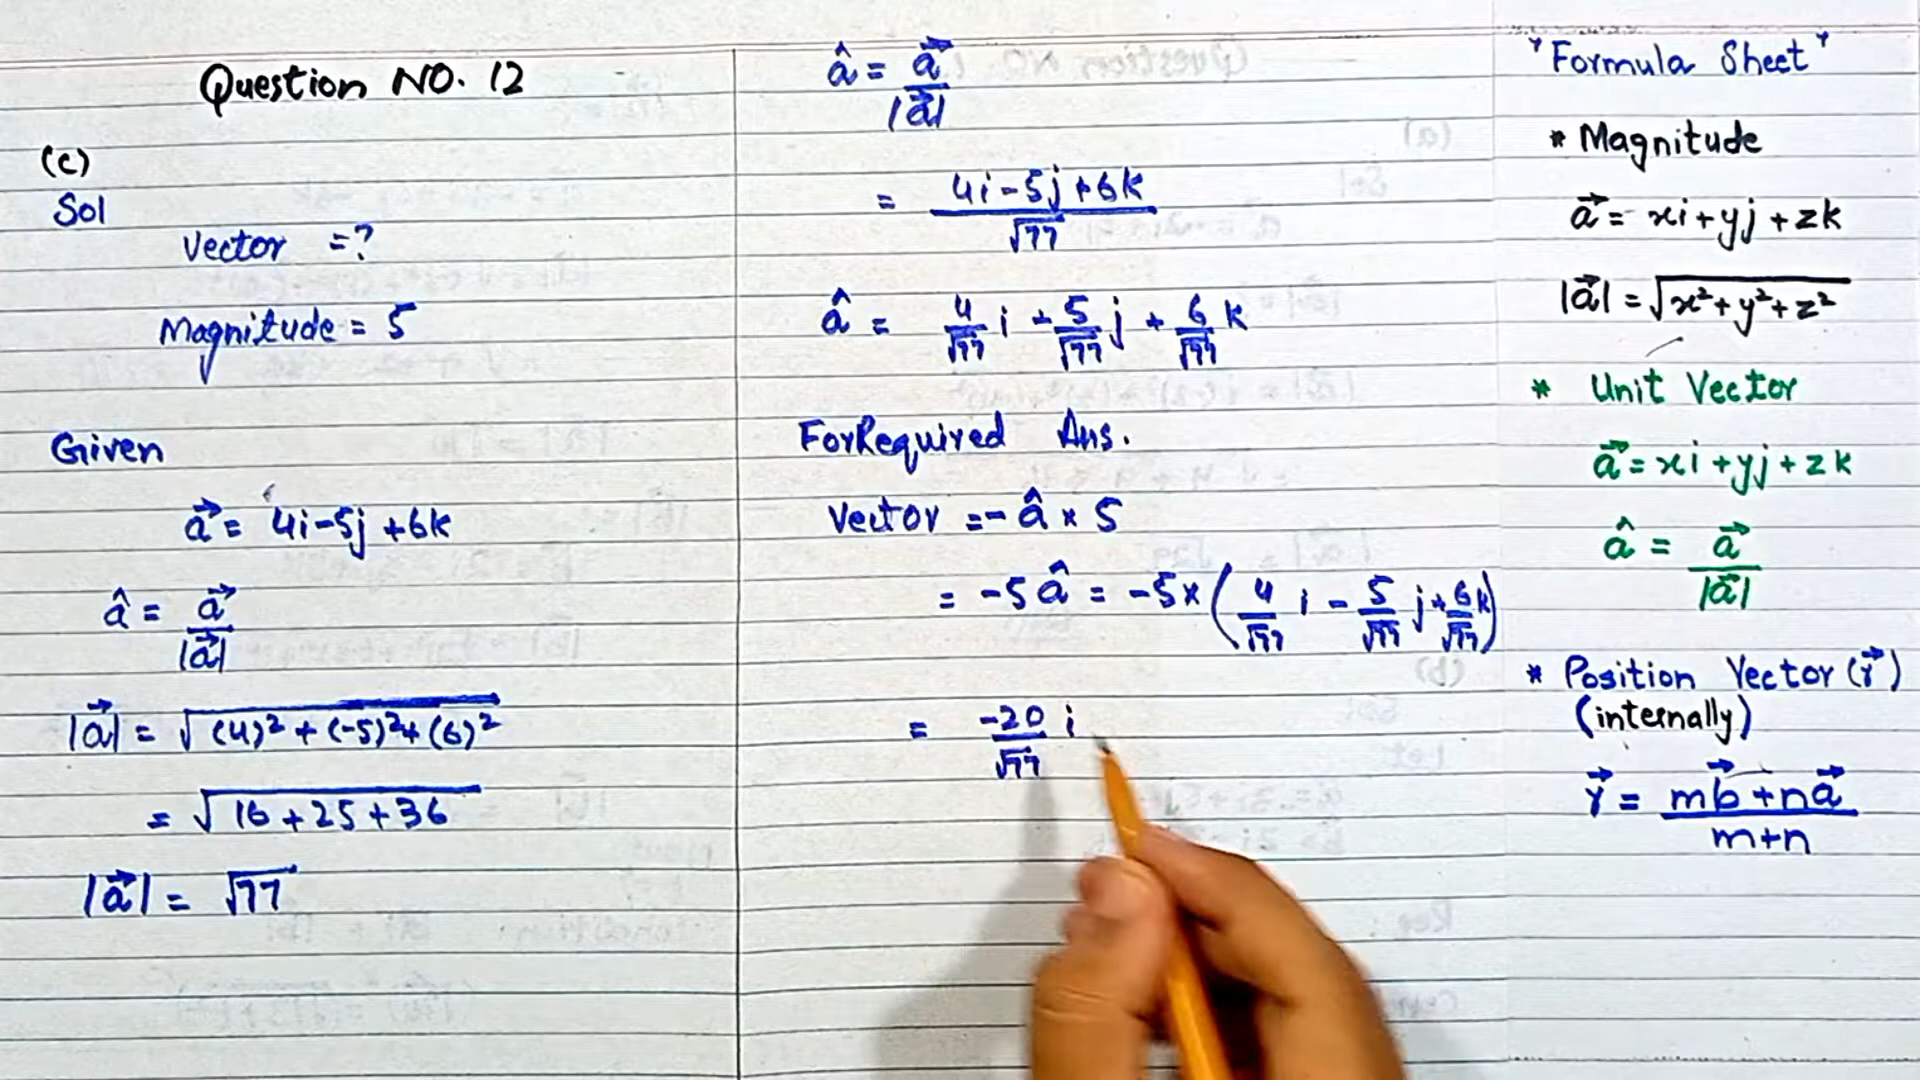 Question NO. 12
(c)
Sol
Vector = ?
Magnitude = 5
Given
a⃗ = 4i-5j+6k
â = a⃗/|a⃗|
|a⃗| = √((4)²+(-5)²+(6)²)
= √(16+25+36)
|a⃗| = √77
â = a⃗/|a⃗|
= (4i-5j+6k)/√77
â = 4/√77 i - 5/√77 j + 6/√77 k
For Required Ans.
Vector = -â × 5
= -5â = -5×(4/√77 i - 5/√77 j + 6/√77 k)
= -20/√77 i
"Formula Sheet"
* Magnitude
a⃗ = xi+yj+zk
|a⃗| = √(x²+y²+z²)
* Unit Vector
a⃗ = xi+yj+zk
â = a⃗/|a⃗|
* Position Vector (r⃗)
(internally)
r⃗ = (mb⃗+na⃗)/(m+n)